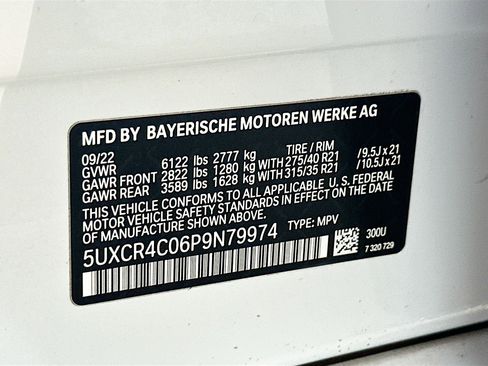 MFD BY BAYERISCHE MOTOREN WERKE AG
09/22 TIRE / RIM
GVWR 6122 lbs 2777 kg
GAWR FRONT 2822 lbs 1280 kg WITH 275/40 R21 /9.5J x 21
GAWR REAR 3589 lbs 1628 kg WITH 315/35 R21 /10.5J x 21
THIS VEHICLE CONFORMS TO ALL APPLICABLE U. S. FEDERAL
MOTOR VEHICLE SAFETY STANDARDS IN EFFECT ON THE DATE
OF MANUFACTURE SHOWN ABOVE.
5UXCR4C06P9N79974 TYPE: MPV
300U
7 320 729